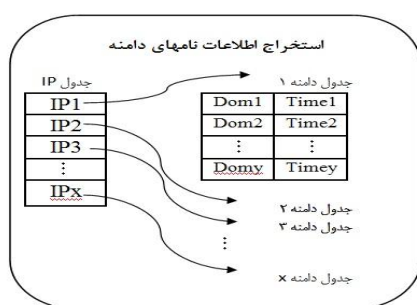 استخراج اطلاعات نامهای دامنه
جدول IP
جدول دامنه ۱
IP1
IP2
IP3
⋮
IPx
Dom1 Time1
Dom2 Time2
⋮ ⋮
Domy Timey
جدول دامنه ۲
جدول دامنه ۳
⋮
جدول دامنه x